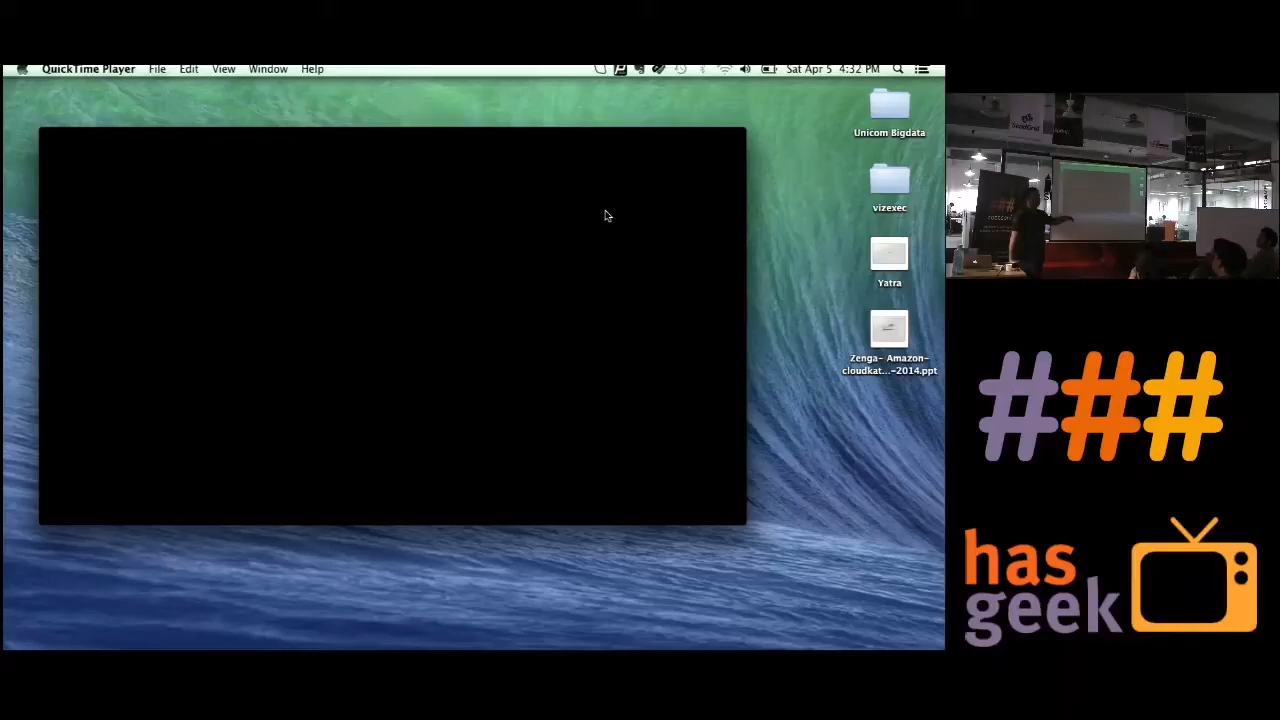 QuickTime Player File Edit View Window Help Sat Apr 5 4:32 PM
Unicom Bigdata
vizexec
Yatra
Zenga- Amazon-
cloudkat...-2014.ppt
###
has
geek